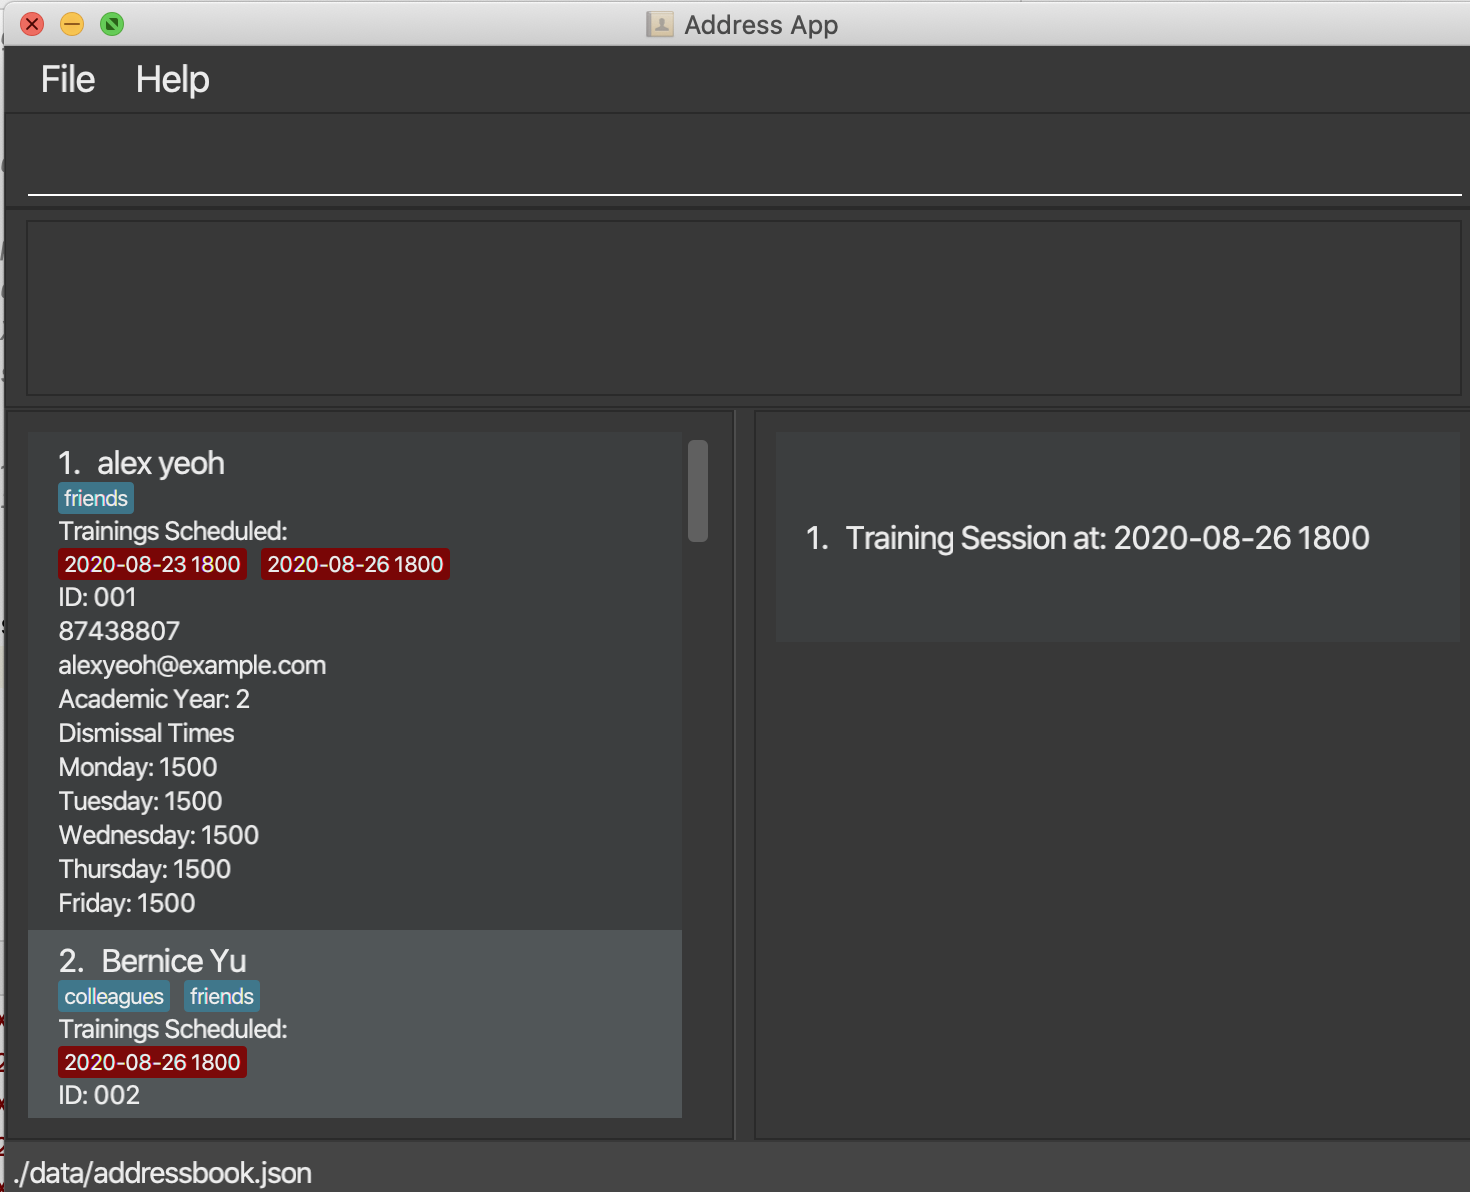 Address App
File Help
1. alex yeoh
friends
Trainings Scheduled:
2020-08-23 1800 2020-08-26 1800
ID: 001
87438807
alexyeoh@example.com
Academic Year: 2
Dismissal Times
Monday: 1500
Tuesday: 1500
Wednesday: 1500
Thursday: 1500
Friday: 1500
2. Bernice Yu
colleagues friends
Trainings Scheduled:
2020-08-26 1800
ID: 002
1. Training Session at: 2020-08-26 1800
./data/addressbook.json